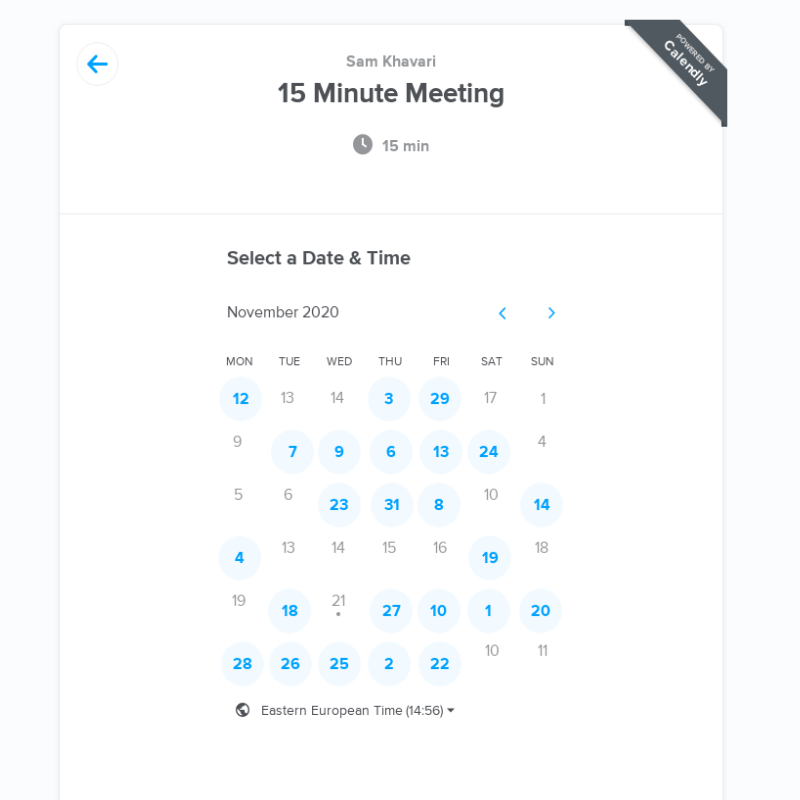 POWERED BY
Calendly
Sam Khavari
15 Minute Meeting
15 min
Select a Date & Time
November 2020
MON TUE WED THU FRI SAT SUN
12 13 14 3 29 17 1
9 7 9 6 13 24 4
5 6 23 31 8 10 14
4 13 14 15 16 19 18
19 18 21 27 10 1 20
28 26 25 2 22 10 11
Eastern European Time (14:56)